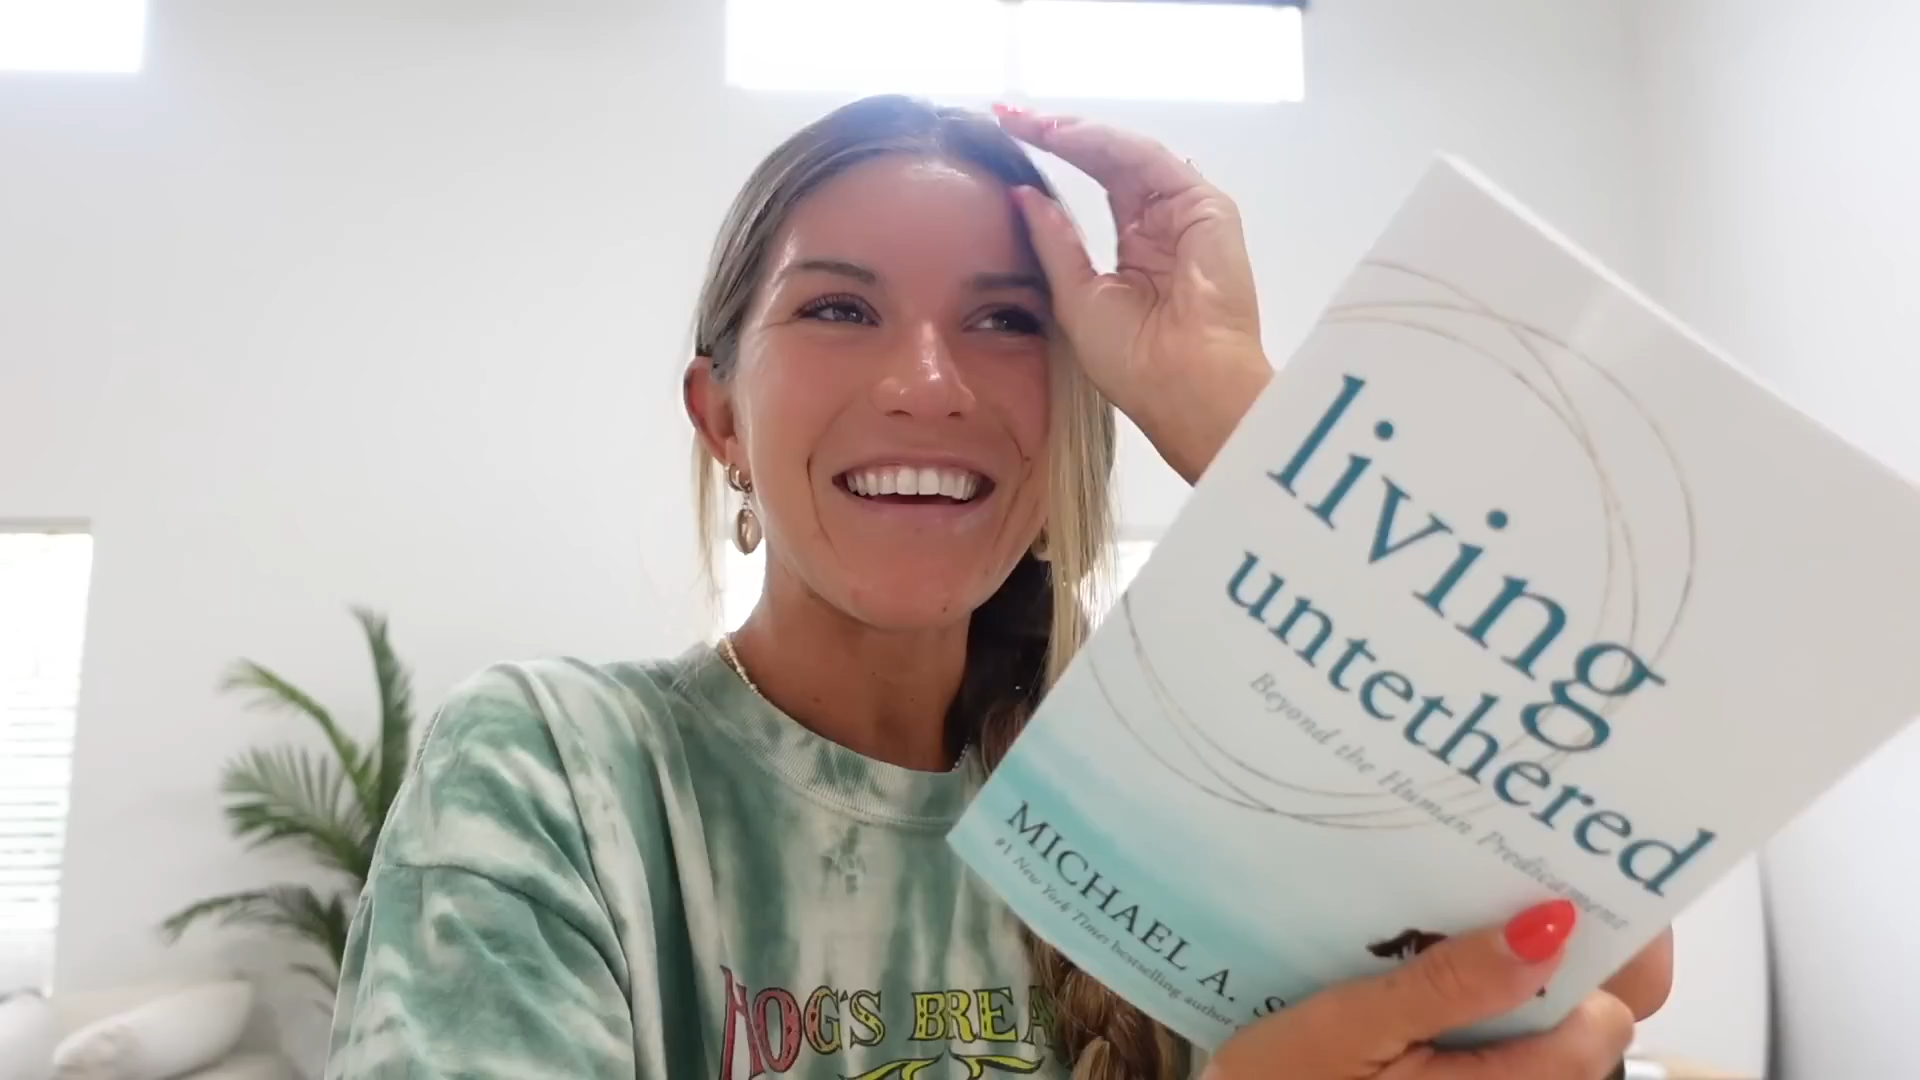 living
untethered
Beyond the Human Predicament
MICHAEL A. S
#1 New York Times bestselling author
HOG'S BREA